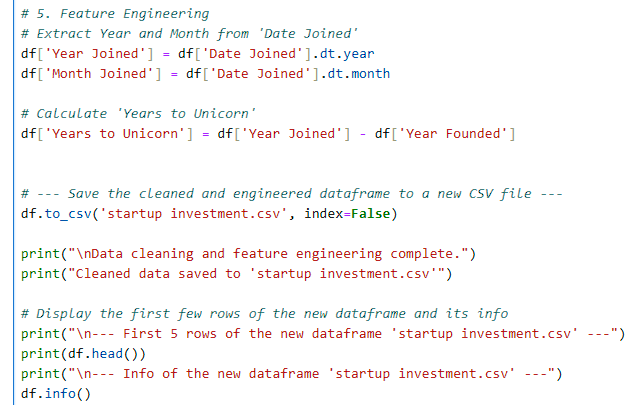 # 5. Feature Engineering
# Extract Year and Month from 'Date Joined'
df['Year Joined'] = df['Date Joined'].dt.year
df['Month Joined'] = df['Date Joined'].dt.month
# Calculate 'Years to Unicorn'
df['Years to Unicorn'] = df['Year Joined'] - df['Year Founded']
# --- Save the cleaned and engineered dataframe to a new CSV file ---
df.to_csv('startup investment.csv', index=False)
print("\nData cleaning and feature engineering complete.")
print("Cleaned data saved to 'startup investment.csv'")
# Display the first few rows of the new dataframe and its info
print("\n--- First 5 rows of the new dataframe 'startup investment.csv' ---")
print(df.head())
print("\n--- Info of the new dataframe 'startup investment.csv' ---")
df.info()